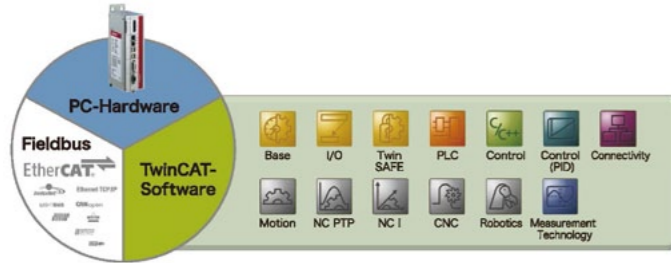 PC-Hardware
Fieldbus
EtherCAT
Ethernet TCP/IP
TwinCAT-
Software
C/C++
Base
I/O
Twin
SAFE
PLC
Control
Control
(PID)
Connectivity
Motion
NC PTP
NC I
CNC
Robotics
Measurement
Technology